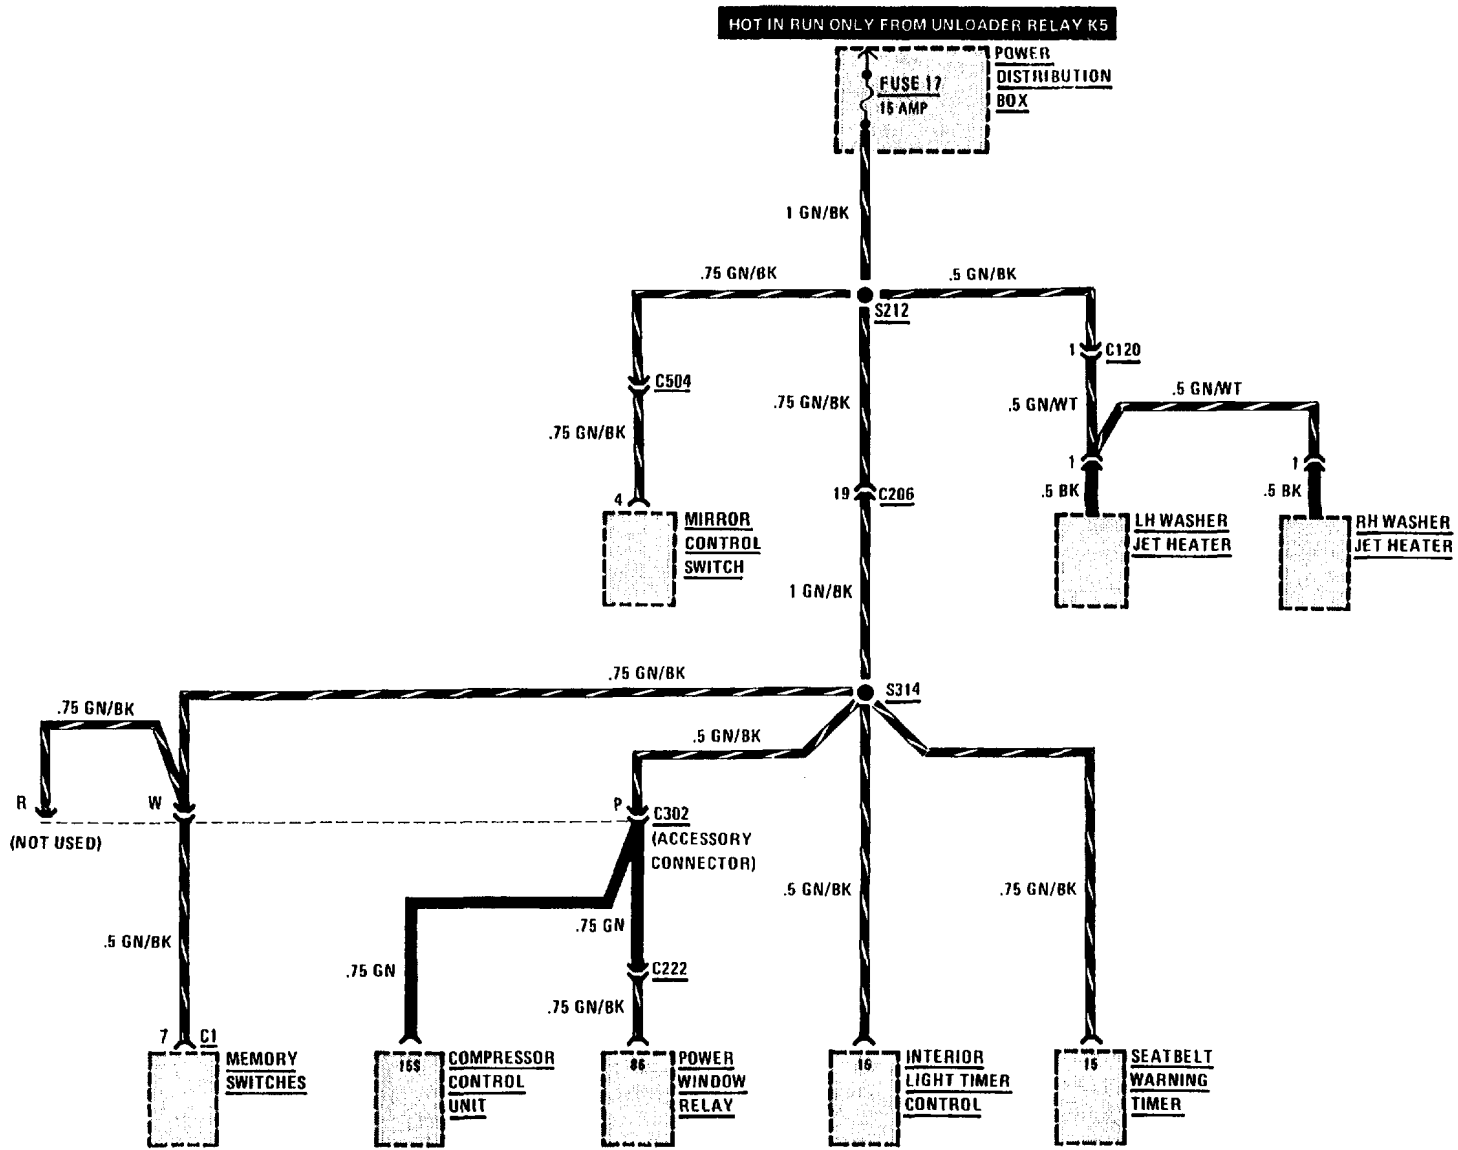 HOT IN RUN ONLY FROM UNLOADER RELAY K5
POWER
DISTRIBUTION
BOX
FUSE 17
15 AMP
1 GN/BK
.75 GN/BK
.5 GN/BK
S212
1
C120
C504
.75 GN/BK
.5 GN/WT
.5 GN/WT
.75 GN/BK
1
1
.5 BK
.5 BK
4
19
C206
MIRROR
CONTROL
SWITCH
LH WASHER
JET HEATER
RH WASHER
JET HEATER
1 GN/BK
.75 GN/BK
S314
.75 GN/BK
.5 GN/BK
R
W
P
C302
(NOT USED)
(ACCESSORY
CONNECTOR)
.5 GN/BK
.75 GN/BK
.75 GN
.5 GN/BK
.75 GN
C222
.75 GN/BK
7
C1
MEMORY
SWITCHES
15S
COMPRESSOR
CONTROL
UNIT
86
POWER
WINDOW
RELAY
16
INTERIOR
LIGHT TIMER
CONTROL
15
SEATBELT
WARNING
TIMER